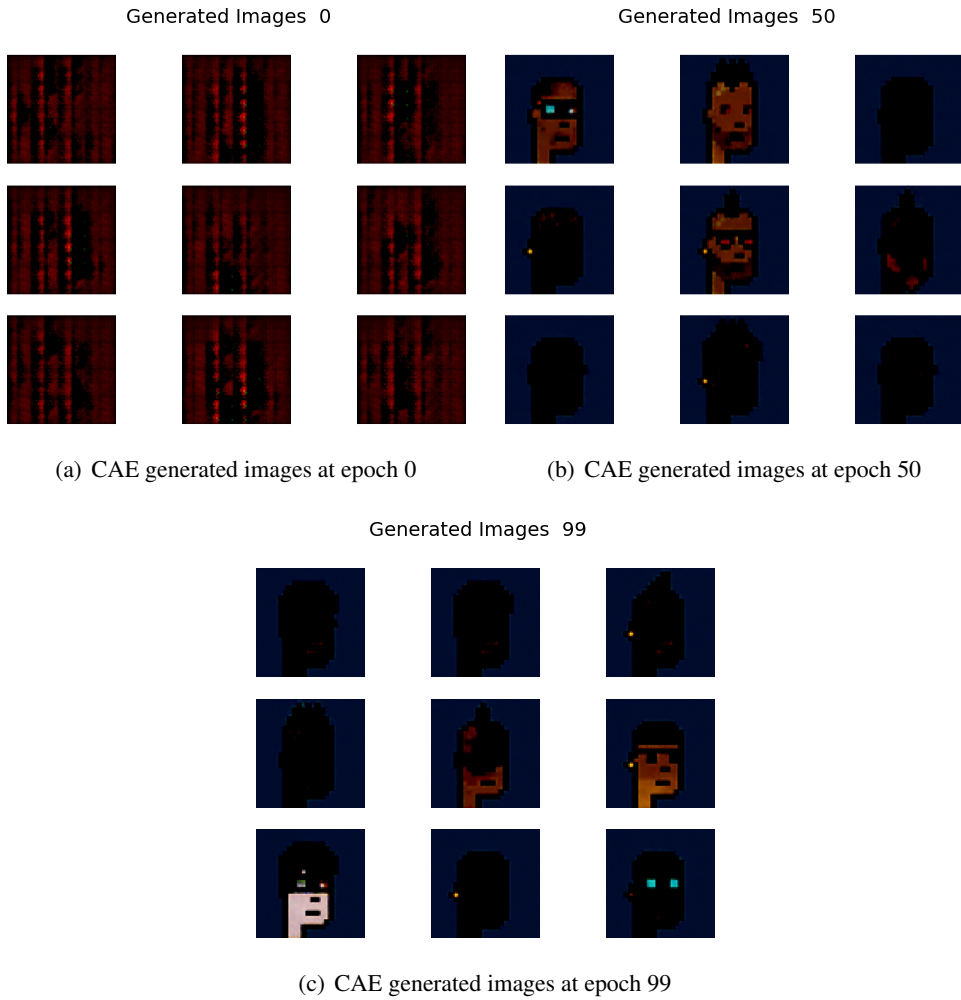 Generated Images  0
Generated Images  50
(a) CAE generated images at epoch 0
(b) CAE generated images at epoch 50
Generated Images  99
(c) CAE generated images at epoch 99